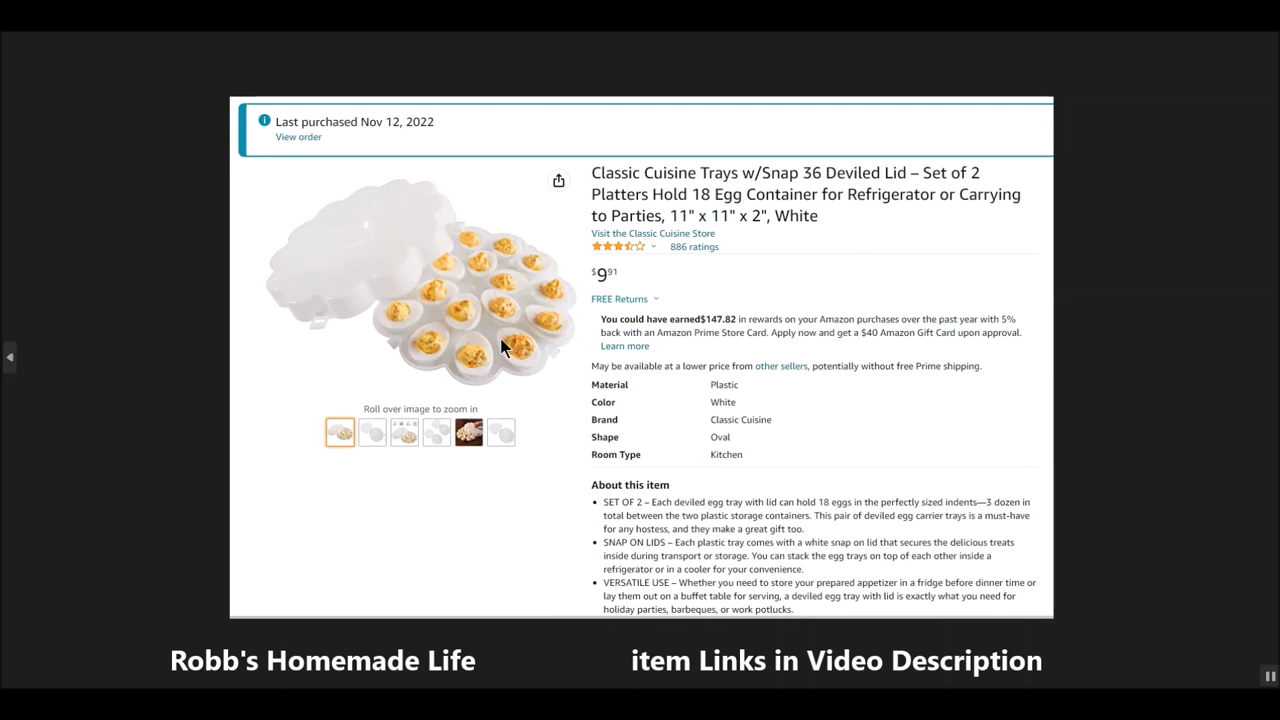 Last purchased Nov 12, 2022
View order
Classic Cuisine Trays w/Snap 36 Deviled Lid – Set of 2
Platters Hold 18 Egg Container for Refrigerator or Carrying
to Parties, 11" x 11" x 2", White
Visit the Classic Cuisine Store
886 ratings
$9 91
FREE Returns
You could have earned$147.82 in rewards on your Amazon purchases over the past year with 5%
back with an Amazon Prime Store Card. Apply now and get a $40 Amazon Gift Card upon approval.
Learn more
May be available at a lower price from other sellers, potentially without free Prime shipping.
Material Plastic
Color White
Brand Classic Cuisine
Shape Oval
Room Type Kitchen
Roll over image to zoom in
About this item
• SET OF 2 – Each deviled egg tray with lid can hold 18 eggs in the perfectly sized indents—3 dozen in
total between the two plastic storage containers. This pair of deviled egg carrier trays is a must-have
for any hostess, and they make a great gift too.
• SNAP ON LIDS – Each plastic tray comes with a white snap on lid that secures the delicious treats
inside during transport or storage. You can stack the egg trays on top of each other inside a
refrigerator or in a cooler for your convenience.
• VERSATILE USE – Whether you need to store your prepared appetizer in a fridge before dinner time or
lay them out on a buffet table for serving, a deviled egg tray with lid is exactly what you need for
holiday parties, barbeques, or work potlucks.
Robb's Homemade Life
item Links in Video Description